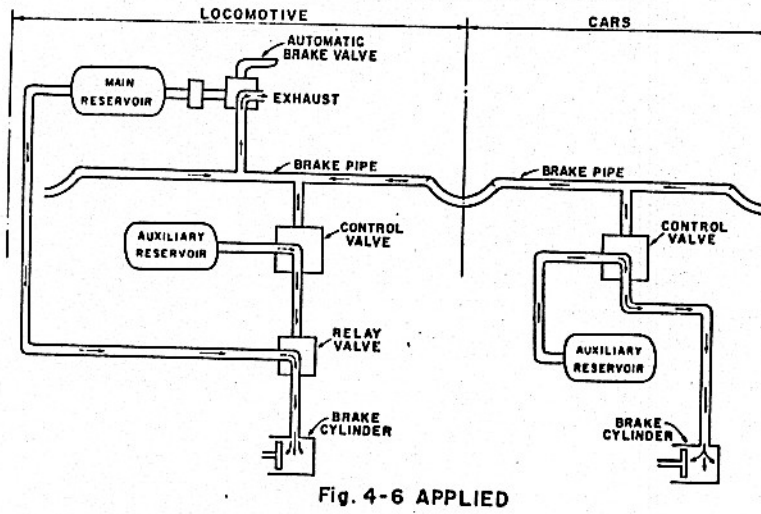 LOCOMOTIVE
CARS
AUTOMATIC
BRAKE VALVE
MAIN
RESERVOIR
EXHAUST
BRAKE PIPE
BRAKE PIPE
AUXILIARY
RESERVOIR
CONTROL
VALVE
CONTROL
VALVE
RELAY
VALVE
AUXILIARY
RESERVOIR
BRAKE
CYLINDER
BRAKE
CYLINDER
Fig. 4-6 APPLIED